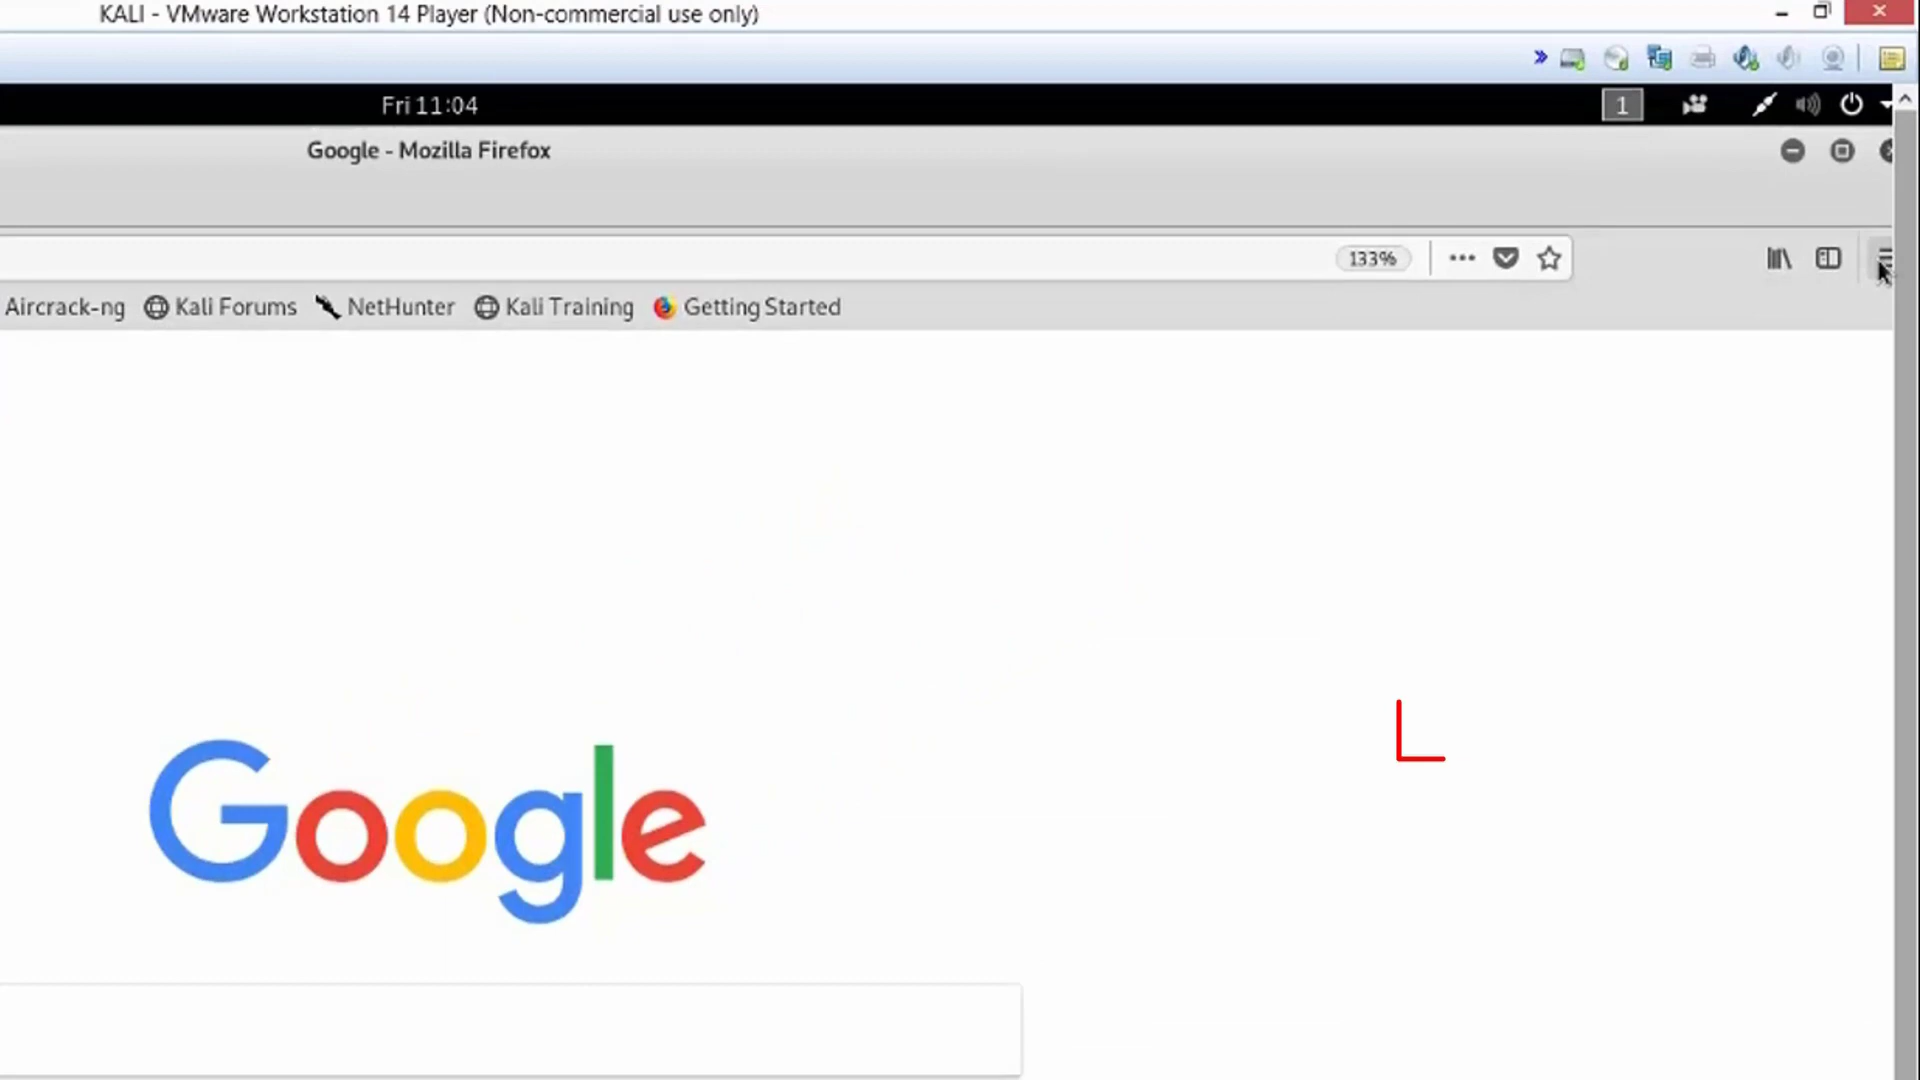 KALI - VMware Workstation 14 Player (Non-commercial use only)
Fri 11:04
1
Google - Mozilla Firefox
133%
Aircrack-ng Kali Forums NetHunter Kali Training Getting Started
Google